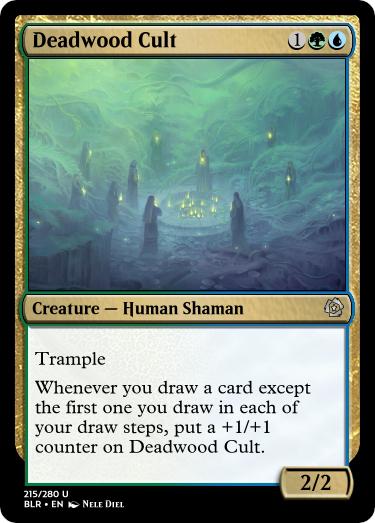 Deadwood Cult 1
Creature — Human Shaman
Trample
Whenever you draw a card except
the first one you draw in each of
your draw steps, put a +1/+1
counter on Deadwood Cult.
2/2
215/280 U
BLR • EN Nele Diel